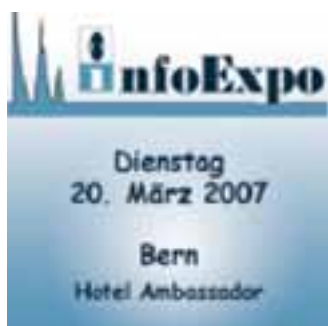 infoExpo
Dienstag
20. März 2007
Bern
Hotel Ambassador